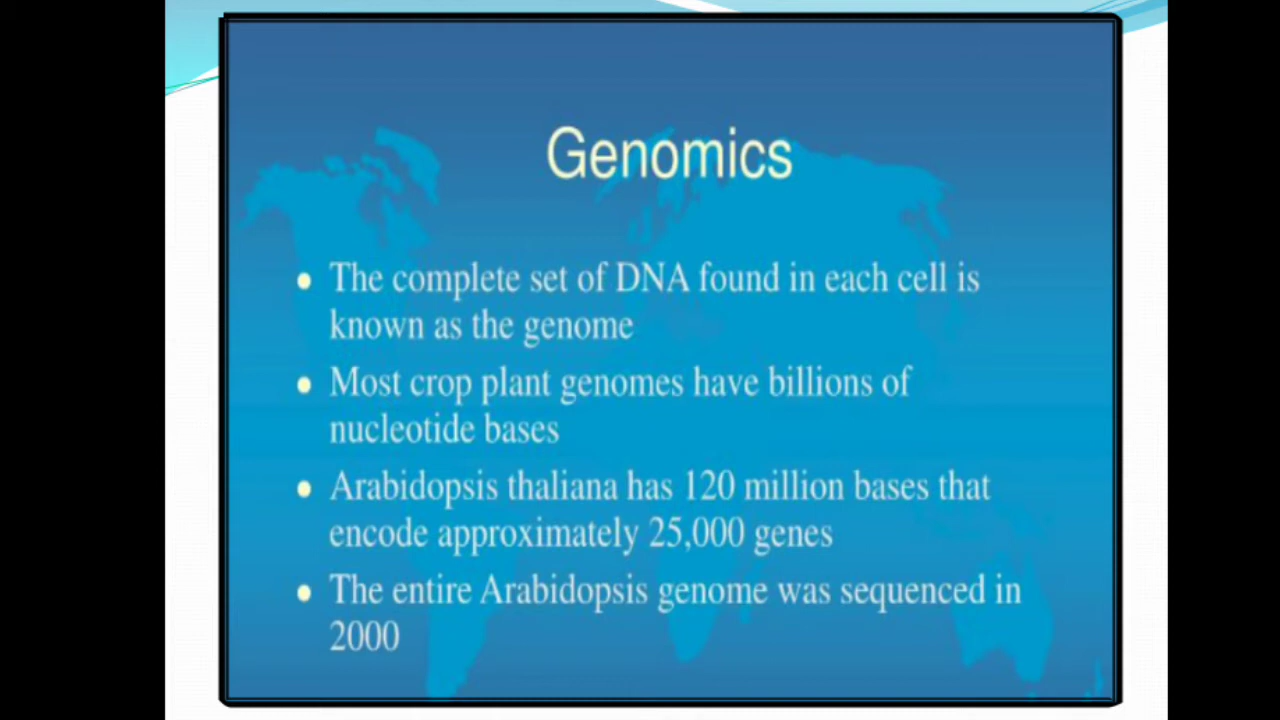 Genomics
• The complete set of DNA found in each cell is
known as the genome
• Most crop plant genomes have billions of
nucleotide bases
• Arabidopsis thaliana has 120 million bases that
encode approximately 25,000 genes
• The entire Arabidopsis genome was sequenced in
2000